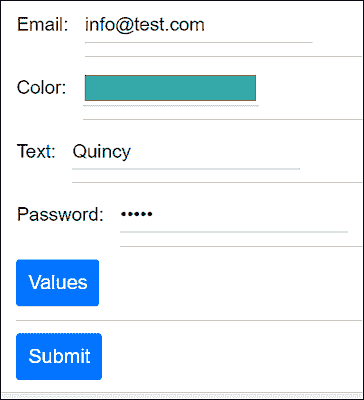 Email: info@test.com
Color:
Text: Quincy
Password: •••••
Values
Submit